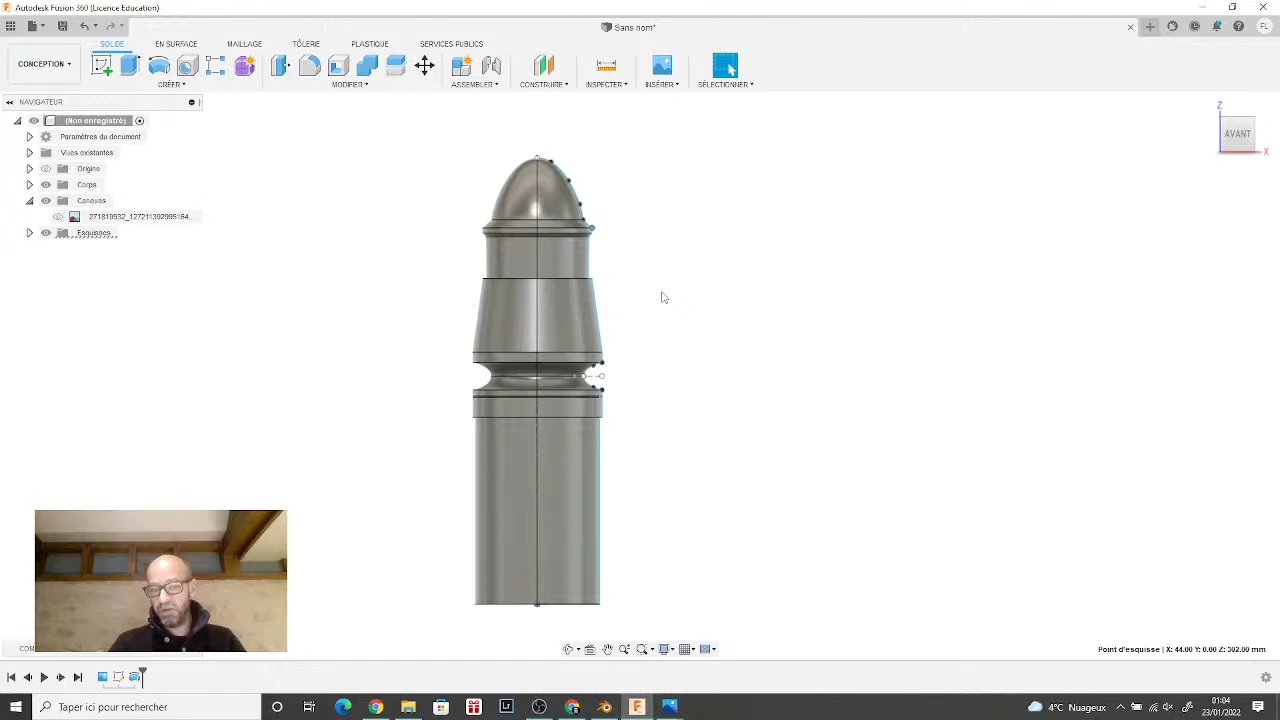 Autodesk Fusion 360 (Licence Education)
Sans nom*
FL
SOLIDE
EN SURFACE
MAILLAGE
TÔLERIE
PLASTIQUE
SERVICES PUBLICS
CONCEPTION
CRÉER
MODIFIER
ASSEMBLER
CONSTRUIRE
INSPECTER
INSÉRER
SÉLECTIONNER
NAVIGATEUR
(Non enregistré)
Paramètres du document
Vues existantes
Origine
Corps
Canevas
271819932_127211392995164...
Esquisses
Z
AVANT
X
Point d'esquisse | X: 44.00 Y: 0.00 Z: 302.00 mm
Taper ici pour rechercher
4°C Nuageux
01:04
23/01/2022